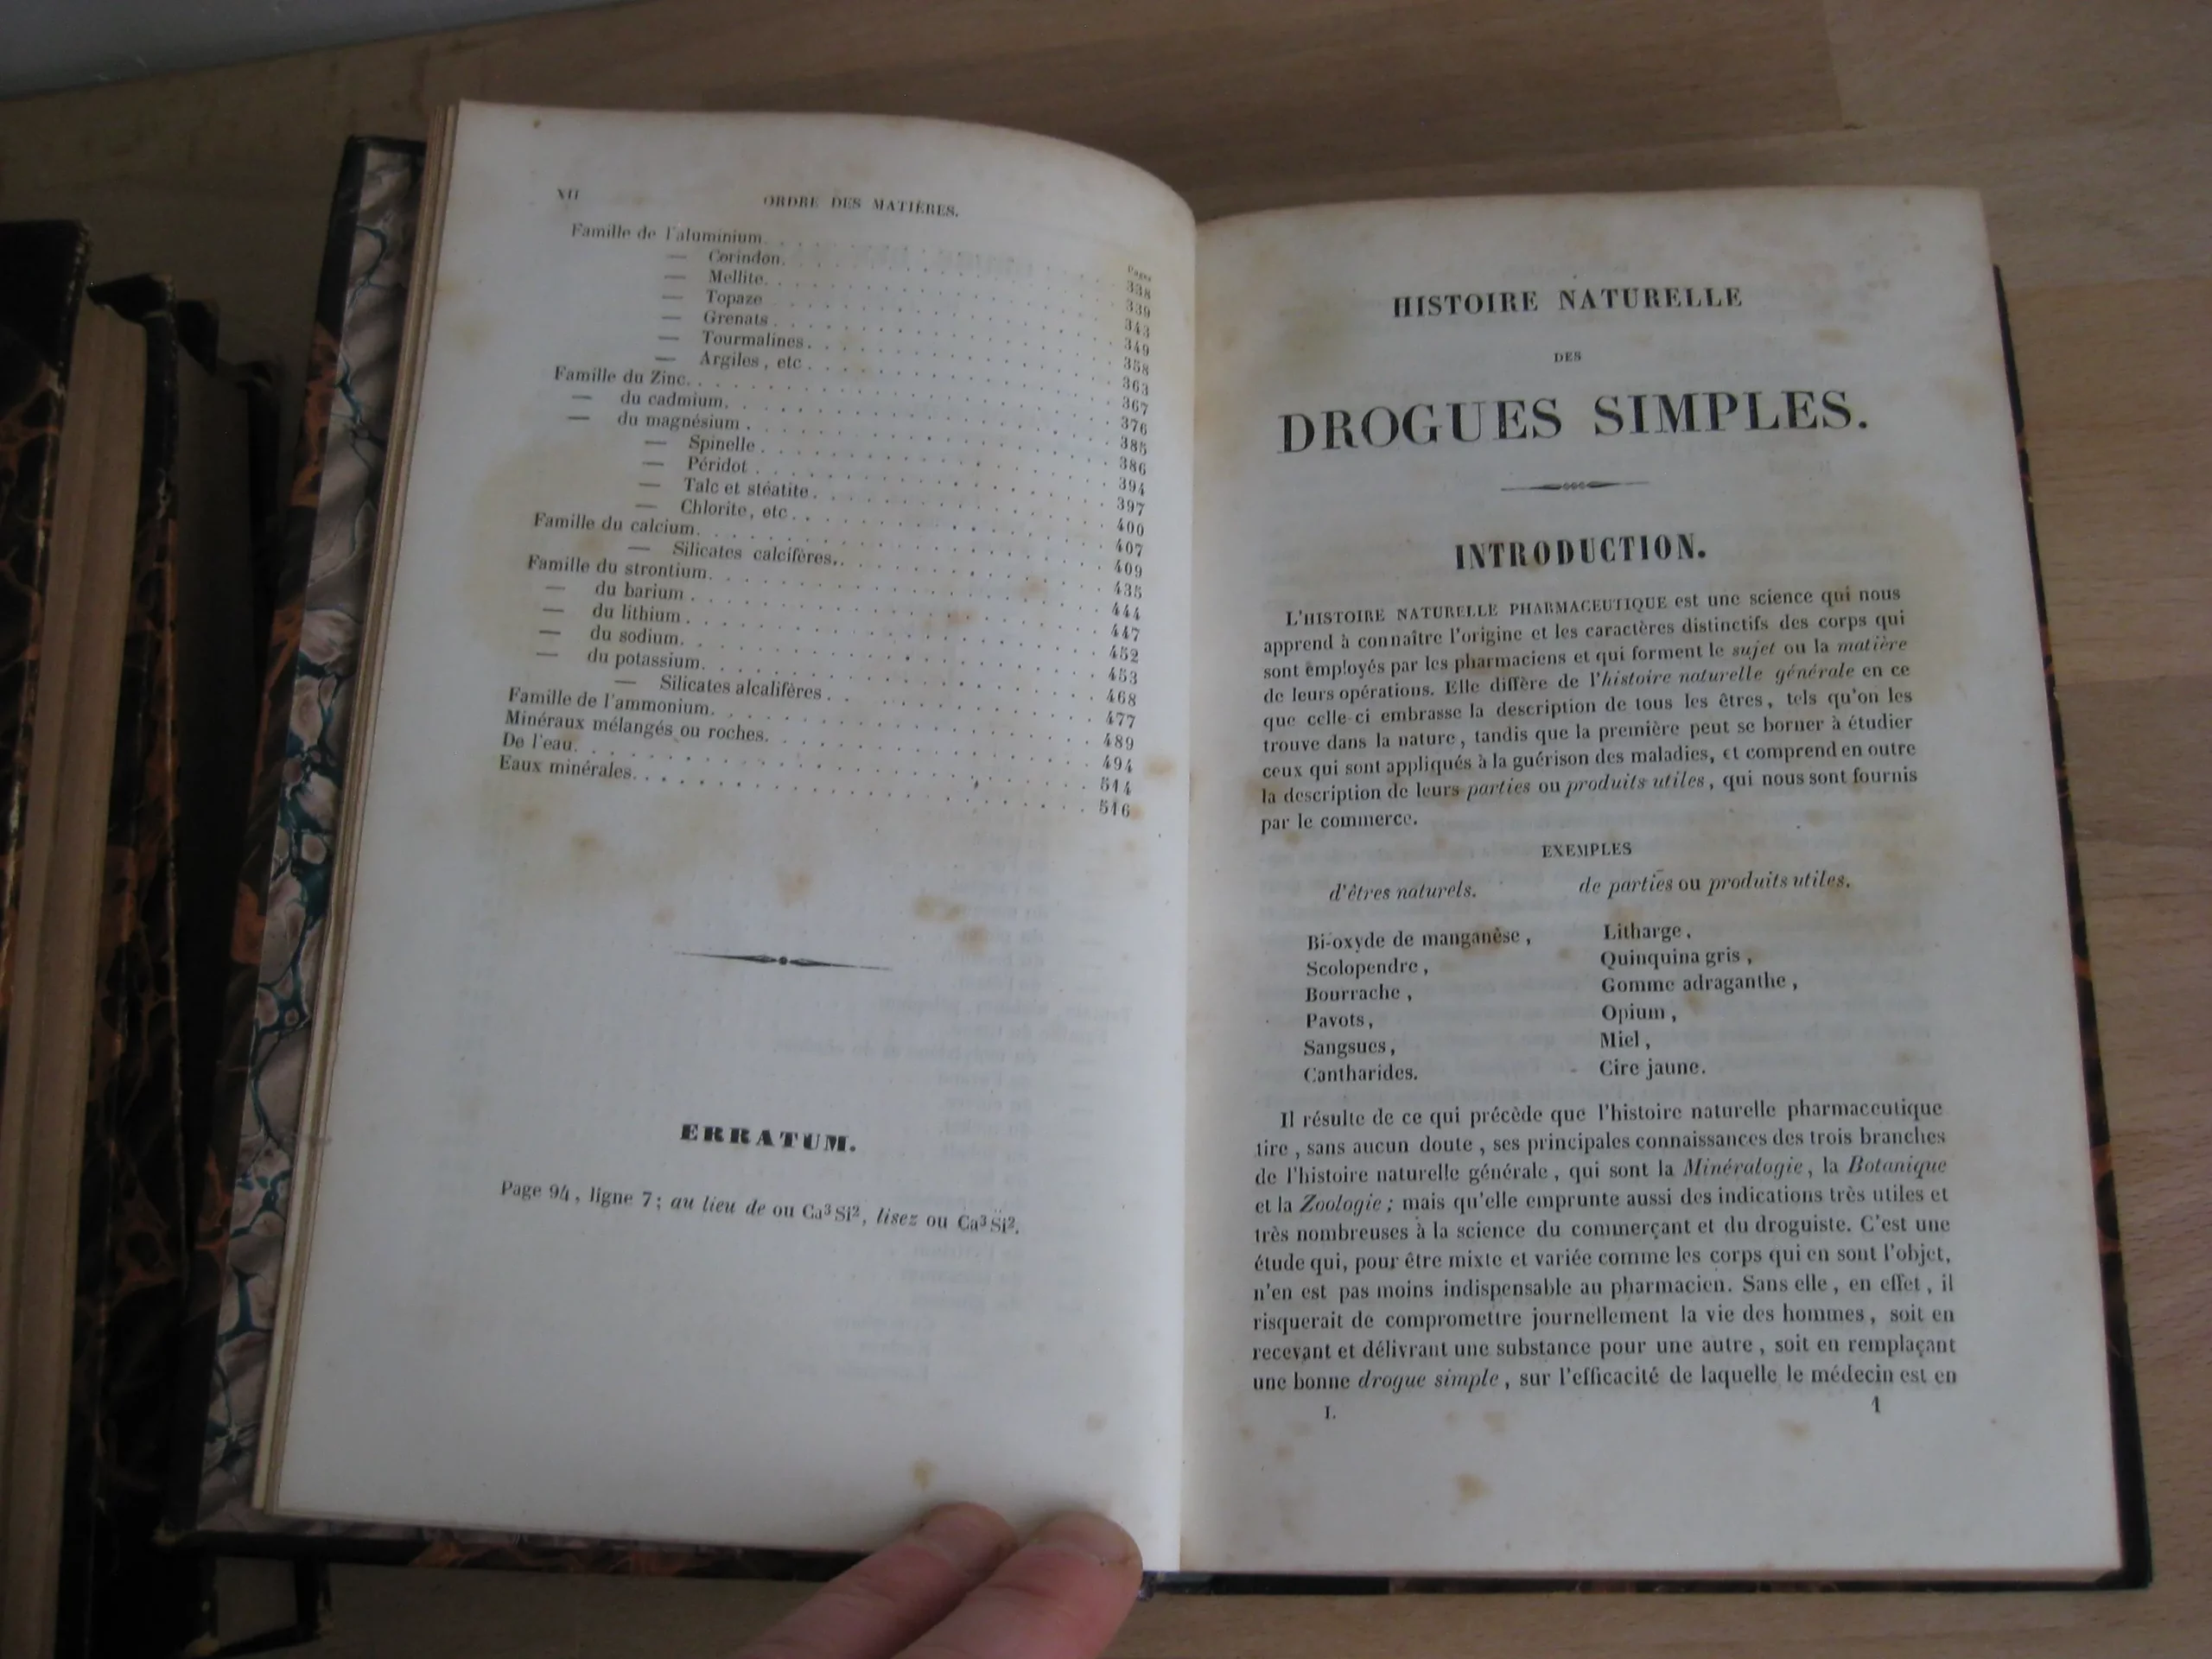 XII
ORDRE DES MATIÈRES.
Pages
Famille de l'aluminium. . . . . 338
— Corindon. . . . . 339
— Mellite. . . . . 343
— Topaze . . . . . 349
— Grenats . . . . . 358
— Tourmalines. . . . . 363
— Argiles, etc . . . . . 367
Famille du Zinc. . . . . 376
— du cadmium. . . . . 385
— du magnésium . . . . . 386
— Spinelle . . . . . 394
— Péridot . . . . . 397
— Talc et stéatite . . . . . 400
— Chlorite, etc . . . . . 407
Famille du calcium. . . . . 409
— Silicates calcifères. . . . . 435
Famille du strontium. . . . . 444
— du barium . . . . . 447
— du lithium . . . . . 452
— du sodium. . . . . 453
— du potassium. . . . . 468
— Silicates alcalifères . . . . . 477
Famille de l'ammonium. . . . . 489
Minéraux mélangés ou roches. . . . . 494
De l'eau. . . . . 514
Eaux minérales. . . . . 516
ERRATUM.
Page 94, ligne 7; au lieu de ou Ca³Si², lisez ou Ca³S̈i².
HISTOIRE NATURELLE
DES
DROGUES SIMPLES.
INTRODUCTION.
L'HISTOIRE NATURELLE PHARMACEUTIQUE est une science qui nous
apprend à connaître l'origine et les caractères distinctifs des corps qui
sont employés par les pharmaciens et qui forment le sujet ou la matière
de leurs opérations. Elle diffère de l'histoire naturelle générale en ce
que celle-ci embrasse la description de tous les êtres, tels qu'on les
trouve dans la nature, tandis que la première peut se borner à étudier
ceux qui sont appliqués à la guérison des maladies, et comprend en outre
la description de leurs parties ou produits utiles, qui nous sont fournis
par le commerce.
EXEMPLES
d'êtres naturels. de parties ou produits utiles.
Bi-oxyde de manganèse, Litharge,
Scolopendre, Quinquina gris,
Bourrache, Gomme adraganthe,
Pavots, Opium,
Sangsues, Miel,
Cantharides. Cire jaune.
Il résulte de ce qui précède que l'histoire naturelle pharmaceutique
tire, sans aucun doute, ses principales connaissances des trois branches
de l'histoire naturelle générale, qui sont la Minéralogie, la Botanique
et la Zoologie; mais qu'elle emprunte aussi des indications très utiles et
très nombreuses à la science du commerçant et du droguiste. C'est une
étude qui, pour être mixte et variée comme les corps qui en sont l'objet,
n'en est pas moins indispensable au pharmacien. Sans elle, en effet, il
risquerait de compromettre journellement la vie des hommes, soit en
recevant et délivrant une substance pour une autre, soit en remplaçant
une bonne drogue simple, sur l'efficacité de laquelle le médecin est en
I. 1